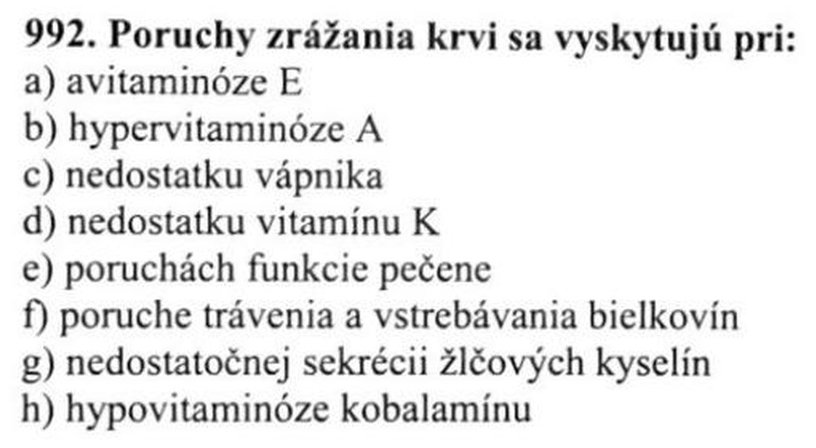 992. Poruchy zrážania krvi sa vyskytujú pri:
a) avitaminóze E
b) hypervitaminóze A
c) nedostatku vápnika
d) nedostatku vitamínu K
e) poruchách funkcie pečene
f) poruche trávenia a vstrebávania bielkovín
g) nedostatočnej sekrécii žlčových kyselín
h) hypovitaminóze kobalamínu